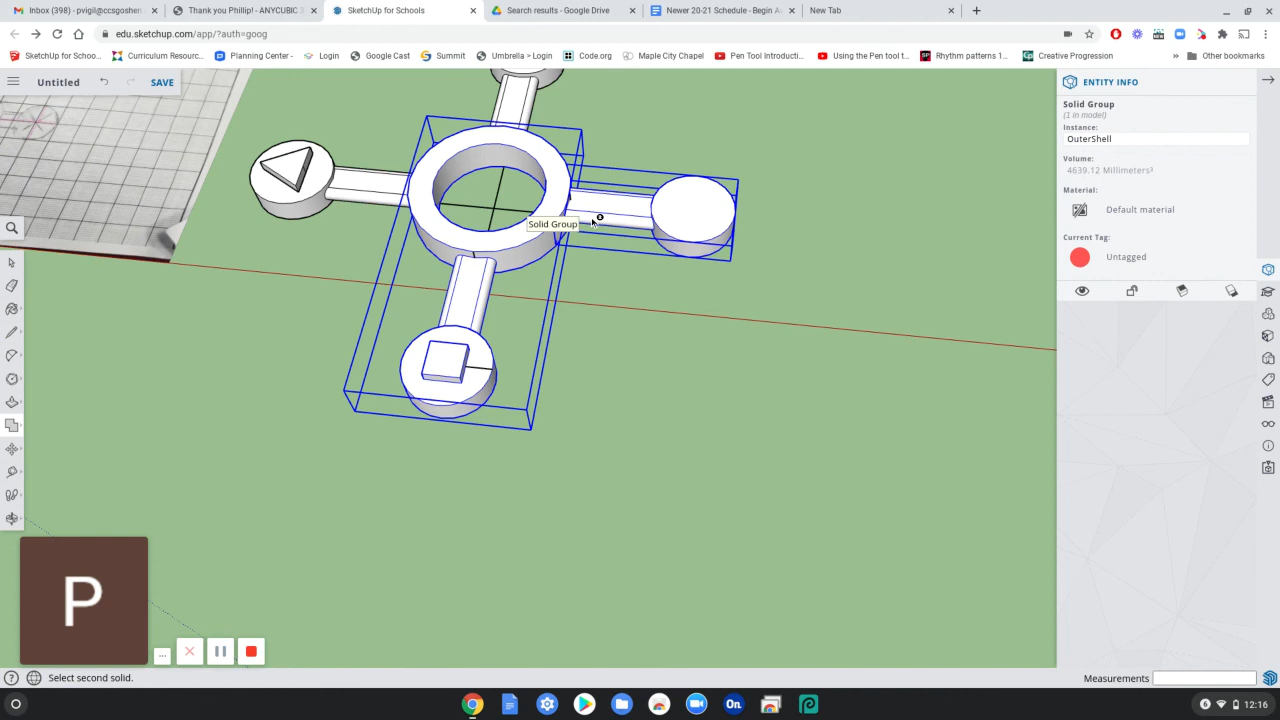 Inbox (398) - pvigil@ccsgoshen
Thank you Phillip! - ANYCUBIC 3
SketchUp for Schools
Search results - Google Drive
Newer 20-21 Schedule - Begin A
New Tab
edu.sketchup.com/app/?auth=goog
SketchUp for Schoo...
Curriculum Resourc...
Planning Center -
Login
Google Cast
Summit
Umbrella > Login
Code.org
Maple City Chapel
Pen Tool Introducti...
Using the Pen tool t...
Rhythm patterns 1
Creative Progression
»
Other bookmarks
Untitled
SAVE
ENTITY INFO
Solid Group
(1 in model)
Instance:
OuterShell
Volume:
4639.12 Millimeters³
Material:
Default material
Current Tag:
Untagged
Solid Group
P
...
Select second solid.
Measurements
On
6
12:16